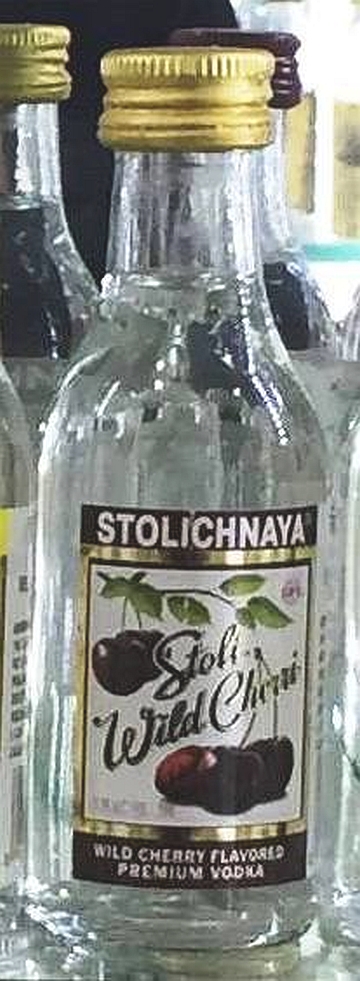 STOLICHNAYA
Stoli
Wild Cherri
WILD CHERRY FLAVORED
PREMIUM VODKA